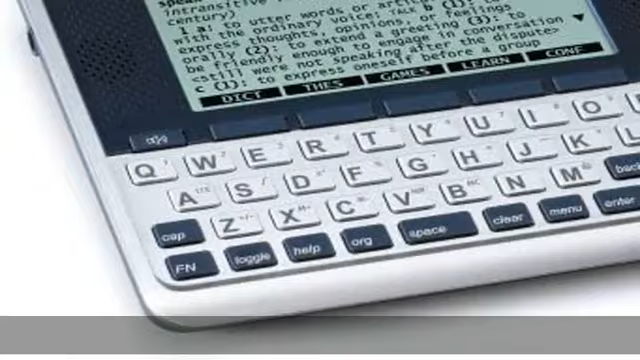 speak
intransitive
century)
1 a: to utter words or
with the ordinary voice: TALK b (1): to
express thoughts, opinions, or feelings
orally (2): to extend a greeting (3): to
be friendly enough to engage in conversation
<still were not speaking after the dispute>
c (1): to express oneself before a group
DICT THES GAMES LEARN CONF
Q W E R T Y U I O
A S D F G H J K L
cap Z X C V B N M back
FN toggle help org space clear menu enter